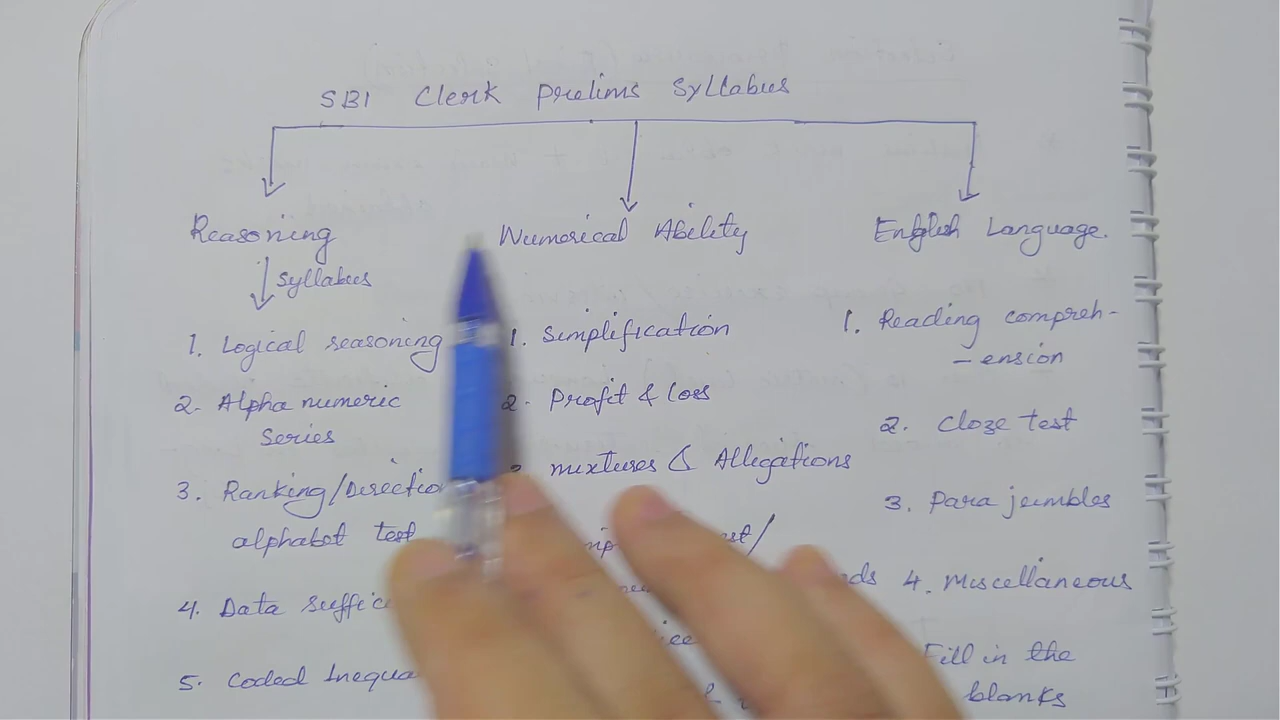 SBI Clerk Prelims Syllabus
Reasoning
Syllabus
1. Logical reasoning
2. Alpha numeric
Series
3. Ranking/Directio
alphabet test
4. Data suffic
5. Coded Inequa
Numerical Ability
1. Simplification
2. Profit & Loss
mixtures & Allegations
English Language.
1. Reading compreh-
-ension
2. Cloze test
3. Para jumbles
4. Miscellaneous
Fill in the
blanks